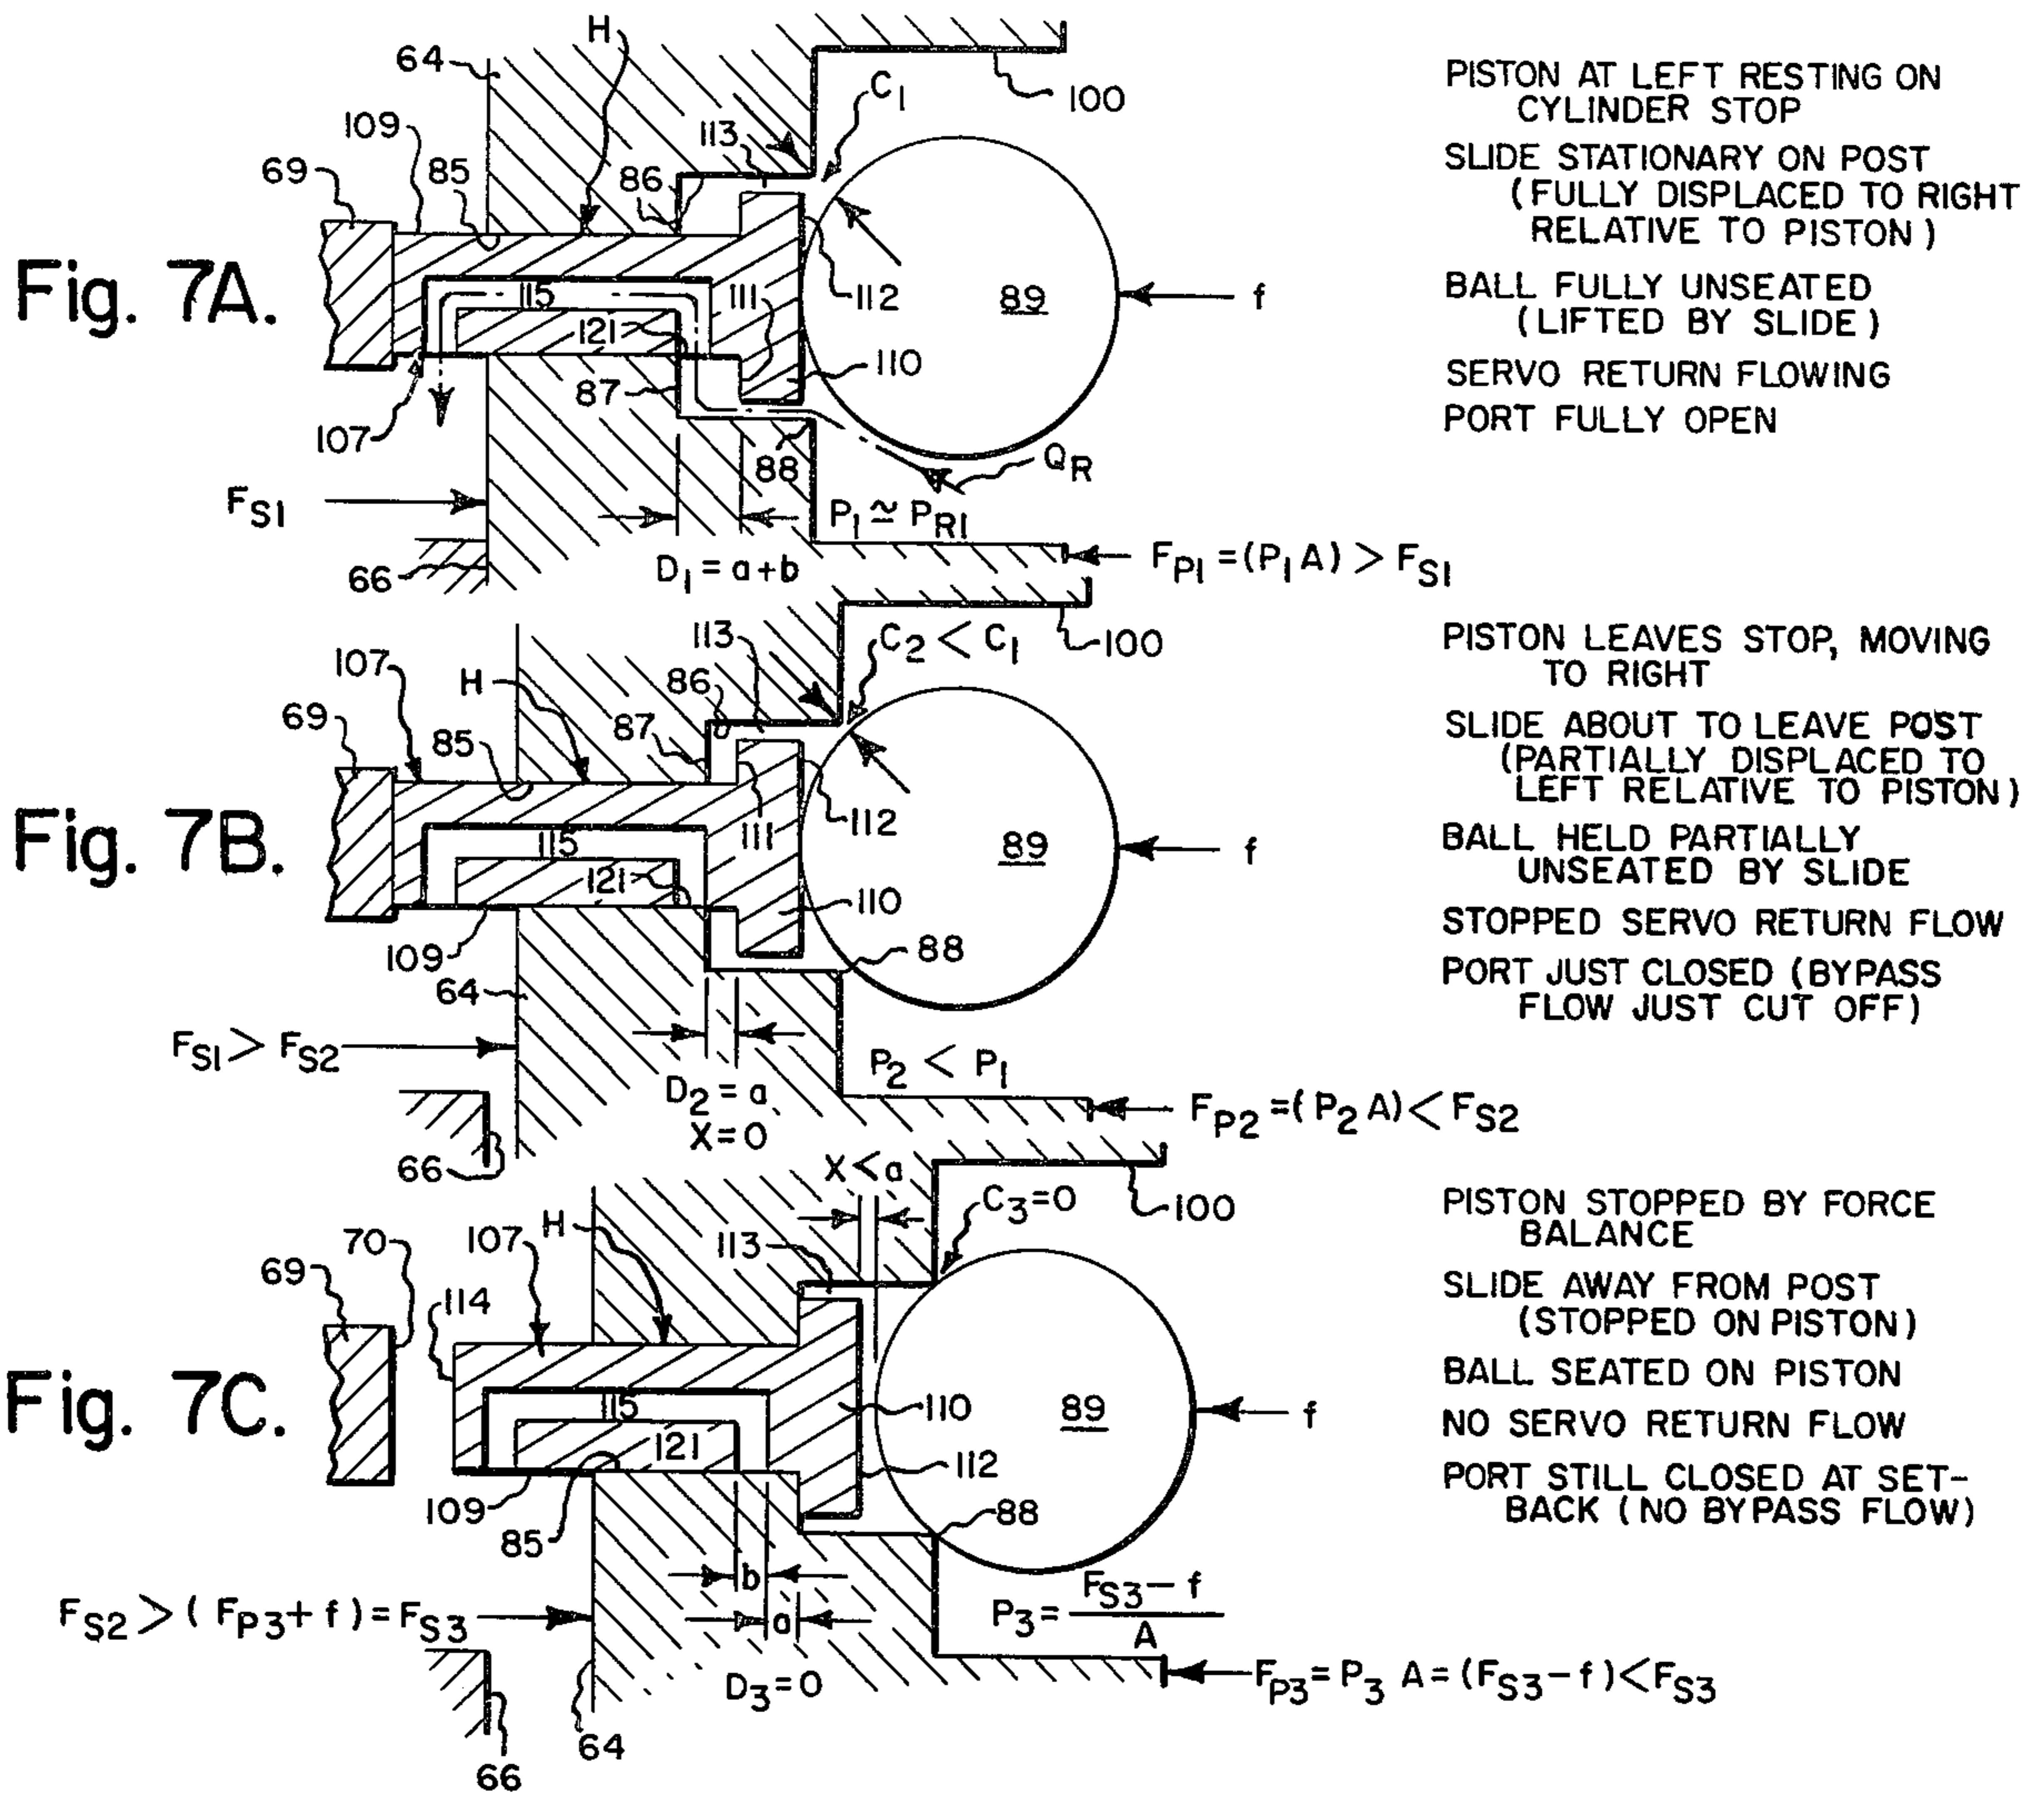 Fig. 7A.
64
H
C1
100
109
113
69
85
86
115
111
112
89
f
121
110
87
107
88
QR
FS1
P1 ≃ PR1
66
D1 = a+b
FP1 = (P1 A) > FS1
PISTON AT LEFT RESTING ON
CYLINDER STOP
SLIDE STATIONARY ON POST
(FULLY DISPLACED TO RIGHT
RELATIVE TO PISTON)
BALL FULLY UNSEATED
(LIFTED BY SLIDE)
SERVO RETURN FLOWING
PORT FULLY OPEN
Fig. 7B.
113
C2 < C1
100
107
H
86
69
85
87
112
111
115
89
f
121
110
109
88
64
FS1 > FS2
P2 < P1
D2 = a
X = 0
FP2 = (P2 A) < FS2
66
PISTON LEAVES STOP, MOVING
TO RIGHT
SLIDE ABOUT TO LEAVE POST
(PARTIALLY DISPLACED TO
LEFT RELATIVE TO PISTON)
BALL HELD PARTIALLY
UNSEATED BY SLIDE
STOPPED SERVO RETURN FLOW
PORT JUST CLOSED (BYPASS
FLOW JUST CUT OFF)
Fig. 7C.
X < a
C3 = 0
100
70
107
H
113
69
114
115
110
89
f
121
112
109
85
88
b
a
FS2 > (FP3 + f) = FS3
P3 = FS3 − f
A
D3 = 0
FP3 = P3 A = (FS3 − f) < FS3
64
66
PISTON STOPPED BY FORCE
BALANCE
SLIDE AWAY FROM POST
(STOPPED ON PISTON)
BALL SEATED ON PISTON
NO SERVO RETURN FLOW
PORT STILL CLOSED AT SET-
BACK (NO BYPASS FLOW)